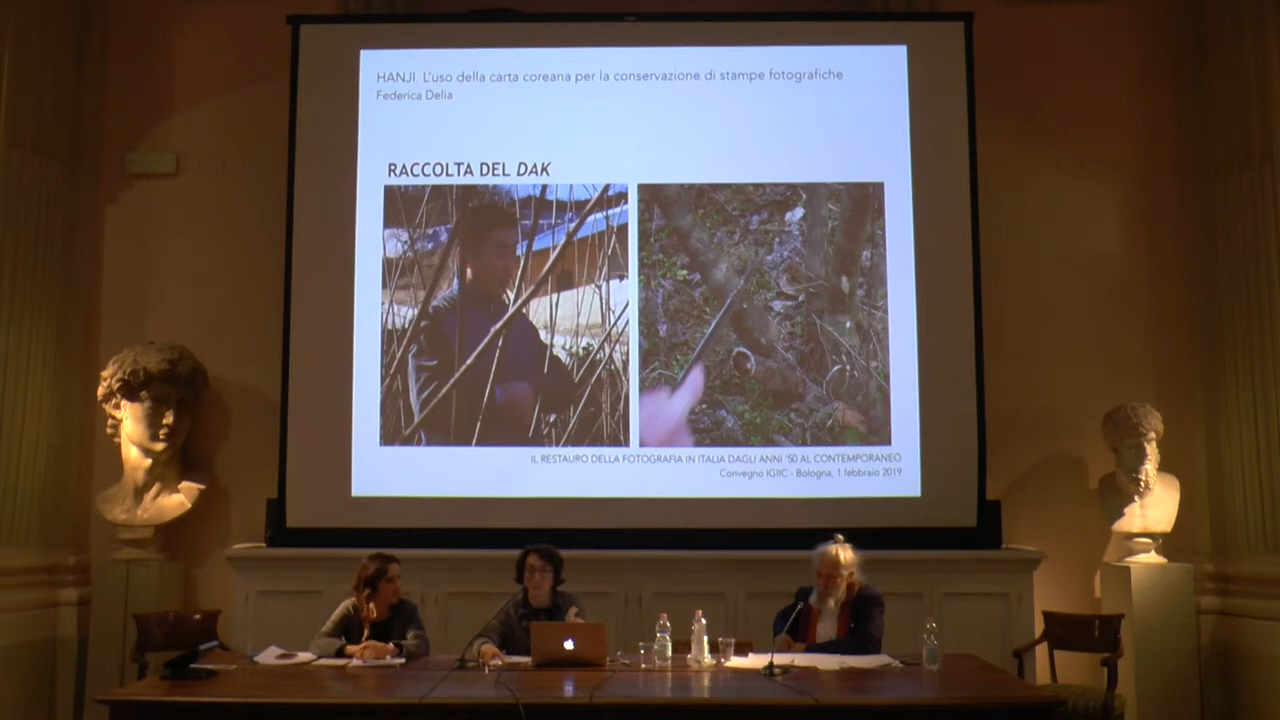 HANJI. L'uso della carta coreana per la conservazione di stampe fotografiche
Federica Delia
RACCOLTA DEL DAK
IL RESTAURO DELLA FOTOGRAFIA IN ITALIA DAGLI ANNI '50 AL CONTEMPORANEO
Convegno IGIIC - Bologna, 1 febbraio 2019